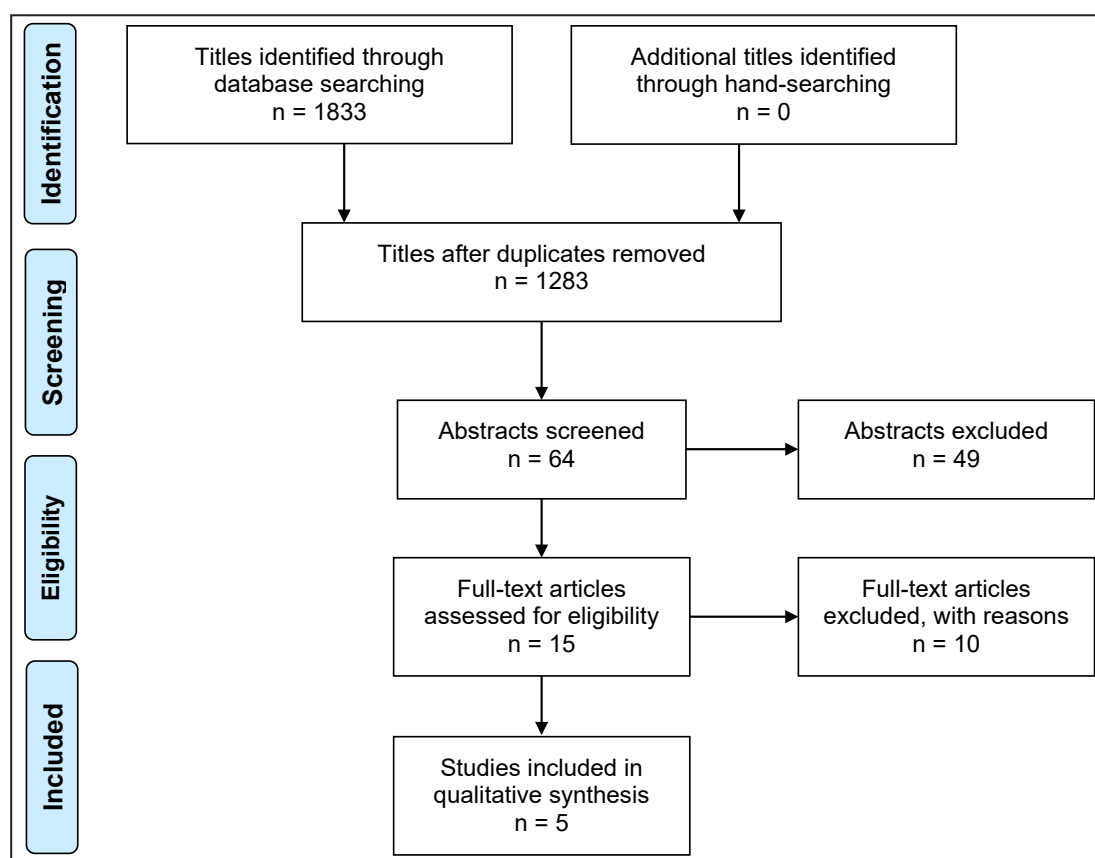 Identification
Titles identified through
database searching
n = 1833
Additional titles identified
through hand-searching
n = 0
Titles after duplicates removed
n = 1283
Screening
Abstracts screened
n = 64
Abstracts excluded
n = 49
Eligibility
Full-text articles
assessed for eligibility
n = 15
Full-text articles
excluded, with reasons
n = 10
Included
Studies included in
qualitative synthesis
n = 5